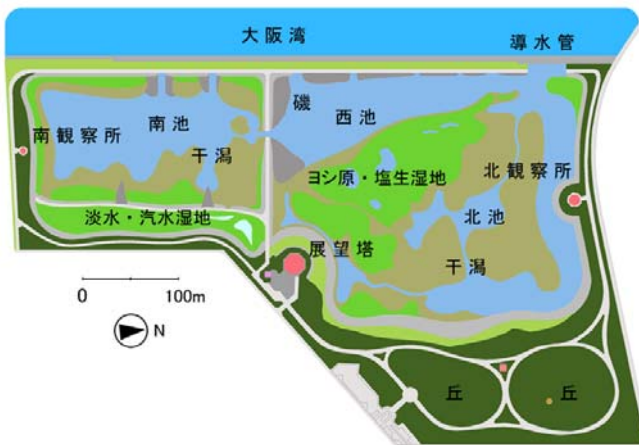 大阪湾
導水管
磯
西池
南池
南観察所
干潟
ヨシ原・塩生湿地
北観察所
淡水・汽水湿地
北池
展望塔
干潟
0 100m
N
丘 丘